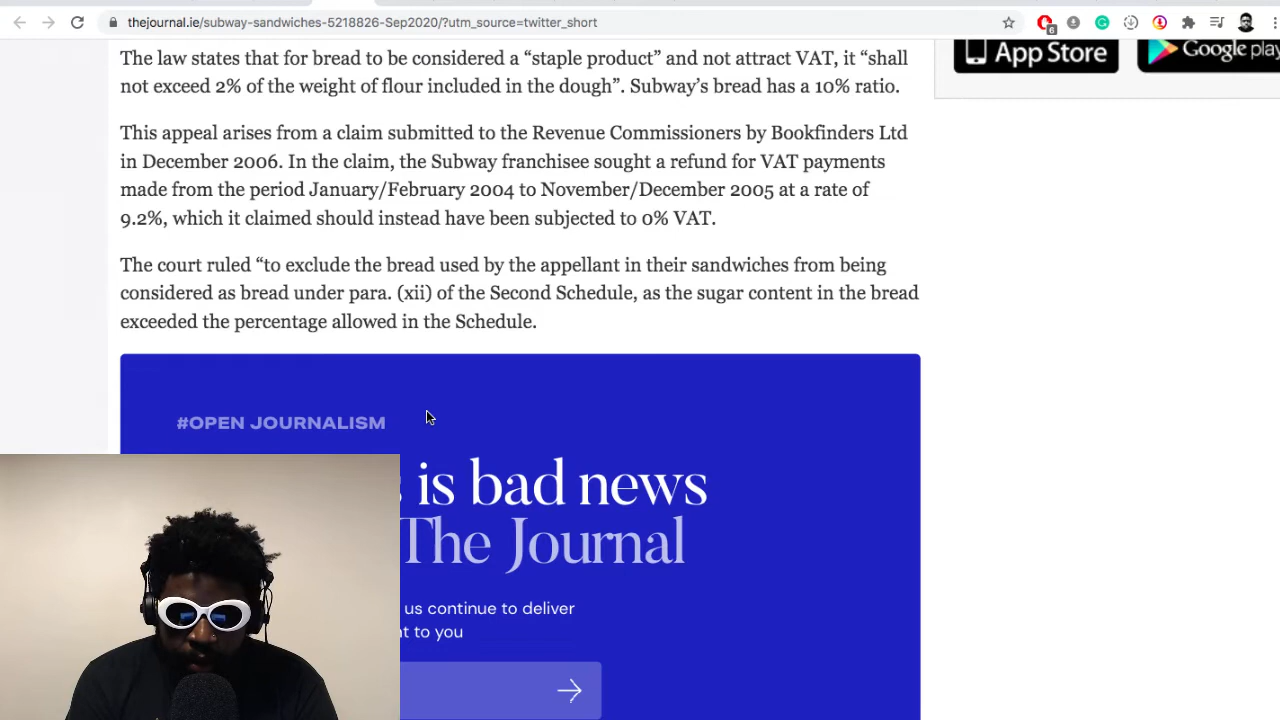 thejournal.ie/subway-sandwiches-5218826-Sep2020/?utm_source=twitter_short
6
The law states that for bread to be considered a “staple product” and not attract VAT, it “shall
not exceed 2% of the weight of flour included in the dough”. Subway’s bread has a 10% ratio.
This appeal arises from a claim submitted to the Revenue Commissioners by Bookfinders Ltd
in December 2006. In the claim, the Subway franchisee sought a refund for VAT payments
made from the period January/February 2004 to November/December 2005 at a rate of
9.2%, which it claimed should instead have been subjected to 0% VAT.
The court ruled “to exclude the bread used by the appellant in their sandwiches from being
considered as bread under para. (xii) of the Second Schedule, as the sugar content in the bread
exceeded the percentage allowed in the Schedule.
App Store
Google play
#OPEN JOURNALISM
is bad news
The Journal
us continue to deliver
to you